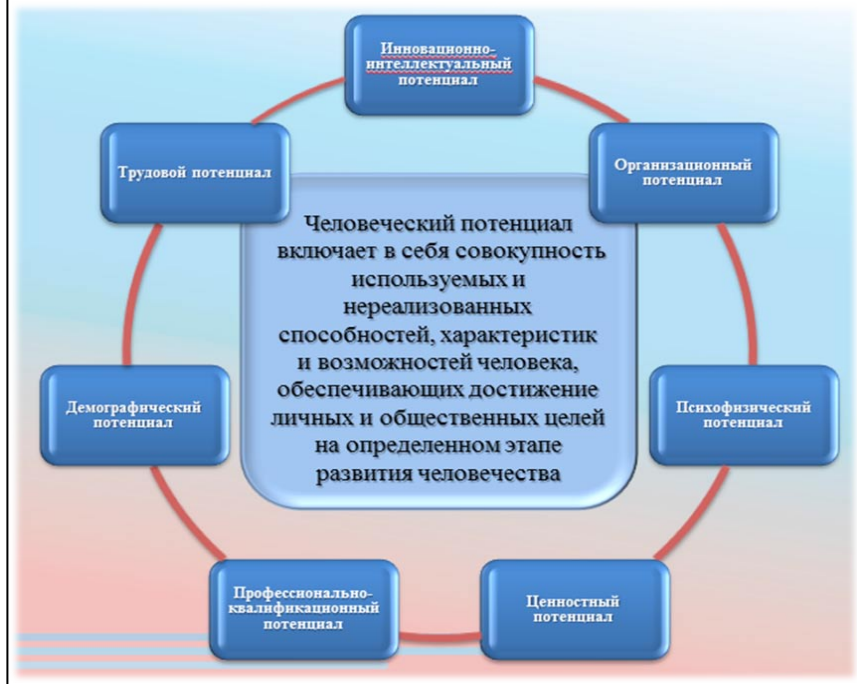 Инновационно-
интеллектуальный
потенциал
Организационный
потенциал
Трудовой потенциал
Человеческий потенциал
включает в себя совокупность
используемых и
нереализованных
способностей, характеристик
и возможностей человека,
обеспечивающих достижение
личных и общественных целей
на определенном этапе
развития человечества
Демографический
потенциал
Психофизический
потенциал
Профессионально-
квалификационный
потенциал
Ценностный
потенциал